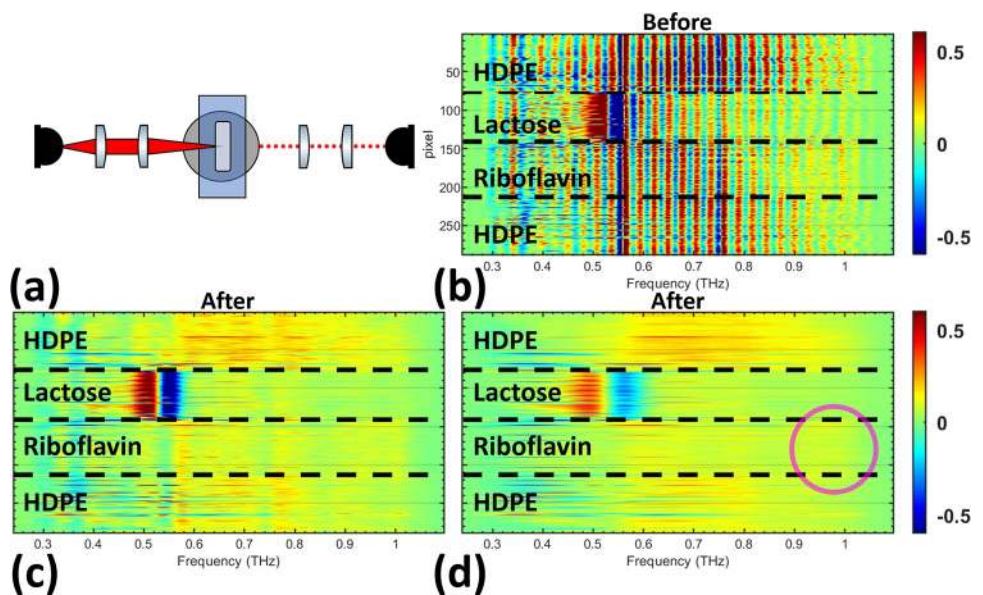 Before
HDPE
Lactose
Riboflavin
HDPE
50
100
150
200
250
pixel
0.3 0.4 0.5 0.6 0.7 0.8 0.9 1
Frequency (THz)
0.5
0
-0.5
(a)
(b)
After
HDPE
Lactose
Riboflavin
HDPE
0.3 0.4 0.5 0.6 0.7 0.8 0.9 1
Frequency (THz)
(c)
After
HDPE
Lactose
Riboflavin
HDPE
0.3 0.4 0.5 0.6 0.7 0.8 0.9 1
Frequency (THz)
0.5
0
-0.5
(d)